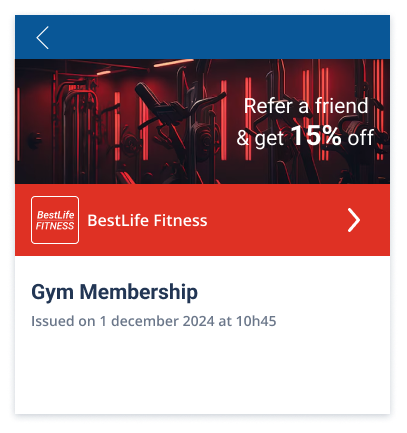 Refer a friend
& get 15% off
BestLife
FITNESS
BestLife Fitness
Gym Membership
Issued on 1 december 2024 at 10h45